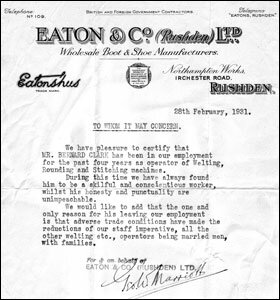 Telephone
No 109.
BRITISH AND FOREIGN GOVERNMENT CONTRACTORS.
Telegrams
"EATONS, RUSHDEN"
EATON & Co (Rushden) LTD
Wholesale Boot & Shoe Manufacturers.
Eatonshus
TRADE MARK.
Northampton Works,
IRCHESTER ROAD,
RUSHDEN.
28th February, 1931.
TO WHOM IT MAY CONCERN.
We have pleasure to certify that
MR. BERNARD CLARK has been in our employment
for the past four years as operator of Welting,
Rounding and Stitching machines.
During this time we have always found
him to be a skilful and conscientious worker,
whilst his honesty and punctuality are
unimpeachable.
We would like to add that the one and
only reason for his leaving our employment is
that adverse trade conditions have made the
reductions of our staff imperative, all the
other welting etc., operators being married men,
with families.
For & on behalf of
EATON & CO. (RUSHDEN) LTD.
Geo W Marriott